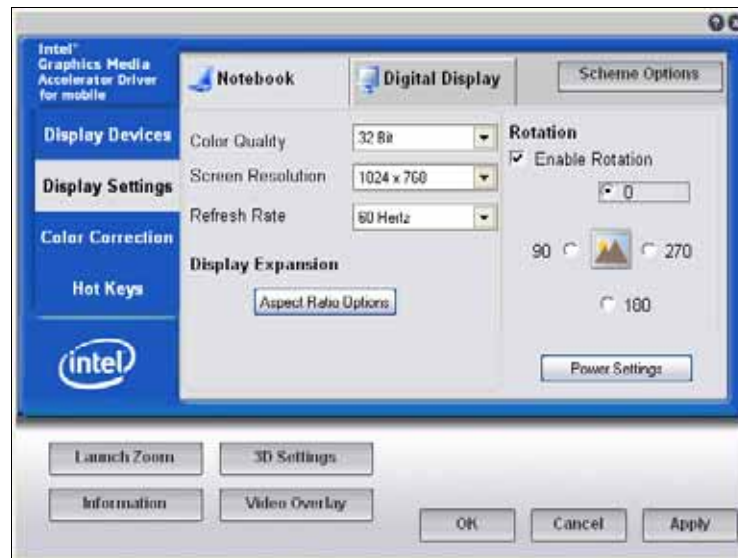 Intel®
Graphics Media
Accelerator Driver
for mobile
Display Devices
Display Settings
Color Correction
Hot Keys
intel
Notebook
Digital Display
Scheme Options
Color Quality
32 Bit
Screen Resolution
1024 x 768
Refresh Rate
60 Hertz
Display Expansion
Aspect Ratio Options
Rotation
Enable Rotation
0
90
270
180
Power Settings
Launch Zoom
3D Settings
Information
Video Overlay
OK
Cancel
Apply